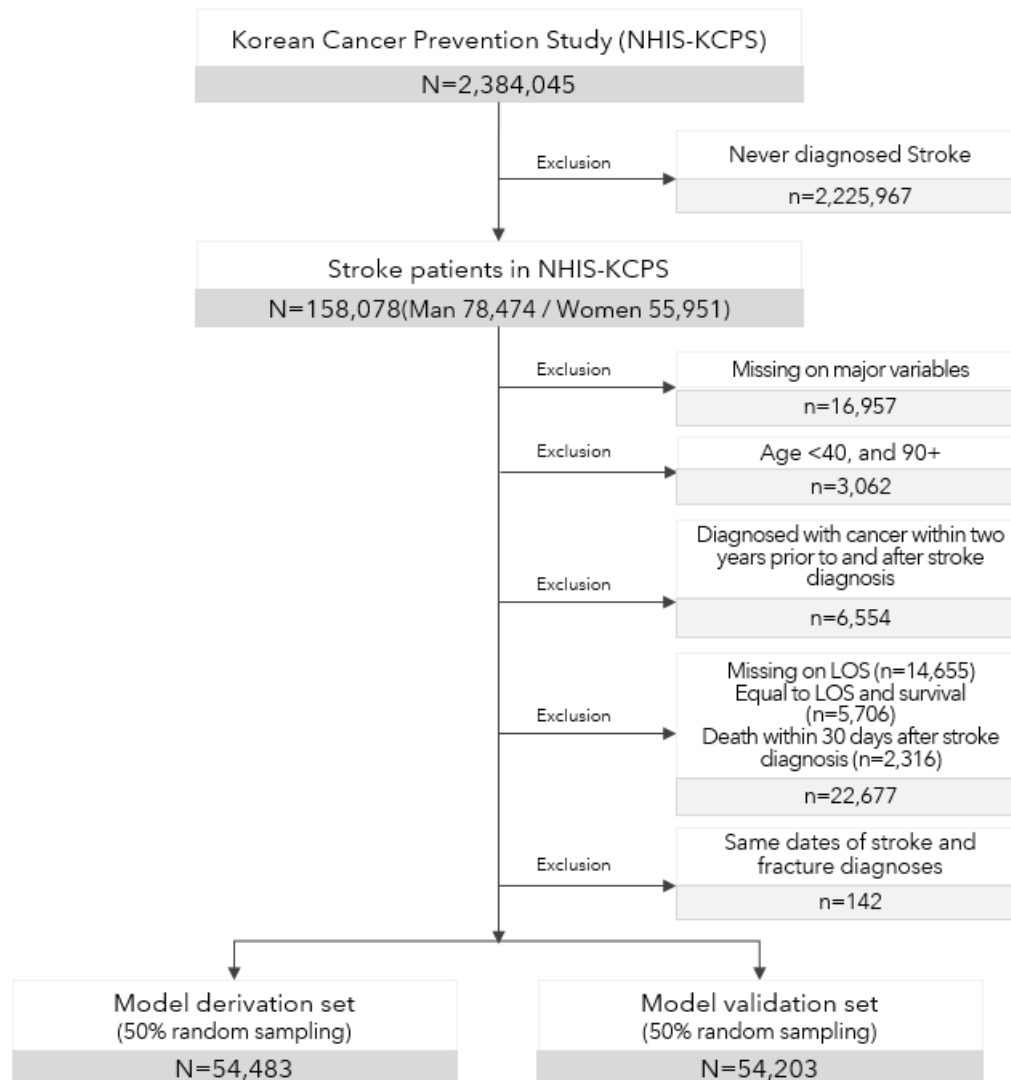 Korean Cancer Prevention Study (NHIS-KCPS)
N=2,384,045
Exclusion
Never diagnosed Stroke
n=2,225,967
Stroke patients in NHIS-KCPS
N=158,078(Man 78,474 / Women 55,951)
Exclusion
Missing on major variables
n=16,957
Exclusion
Age <40, and 90+
n=3,062
Exclusion
Diagnosed with cancer within two
years prior to and after stroke
diagnosis
n=6,554
Exclusion
Missing on LOS (n=14,655)
Equal to LOS and survival
(n=5,706)
Death within 30 days after stroke
diagnosis (n=2,316)
n=22,677
Exclusion
Same dates of stroke and
fracture diagnoses
n=142
Model derivation set
(50% random sampling)
N=54,483
Model validation set
(50% random sampling)
N=54,203